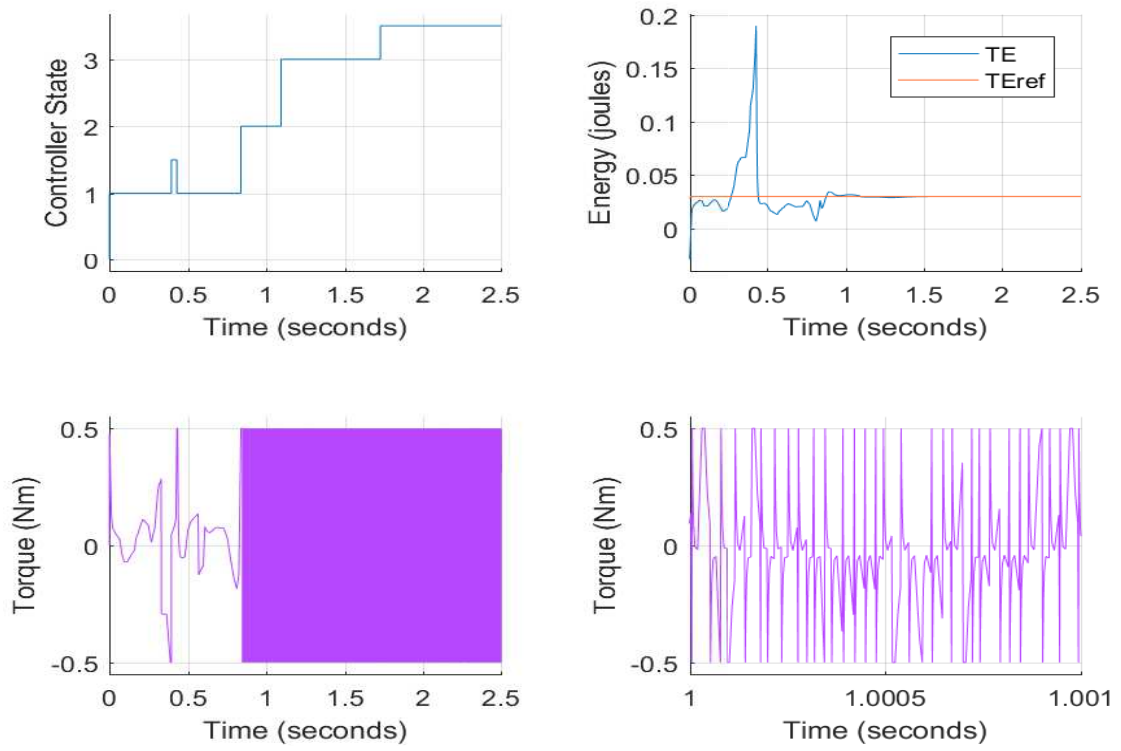 Controller State
3
2
1
0
0 0.5 1 1.5 2 2.5
Time (seconds)
Energy (joules)
0.2
0.15
0.1
0.05
0
TE
TEref
0 0.5 1 1.5 2 2.5
Time (seconds)
Torque (Nm)
0.5
0
-0.5
0 0.5 1 1.5 2 2.5
Time (seconds)
Torque (Nm)
0.5
0
-0.5
1 1.0005 1.001
Time (seconds)